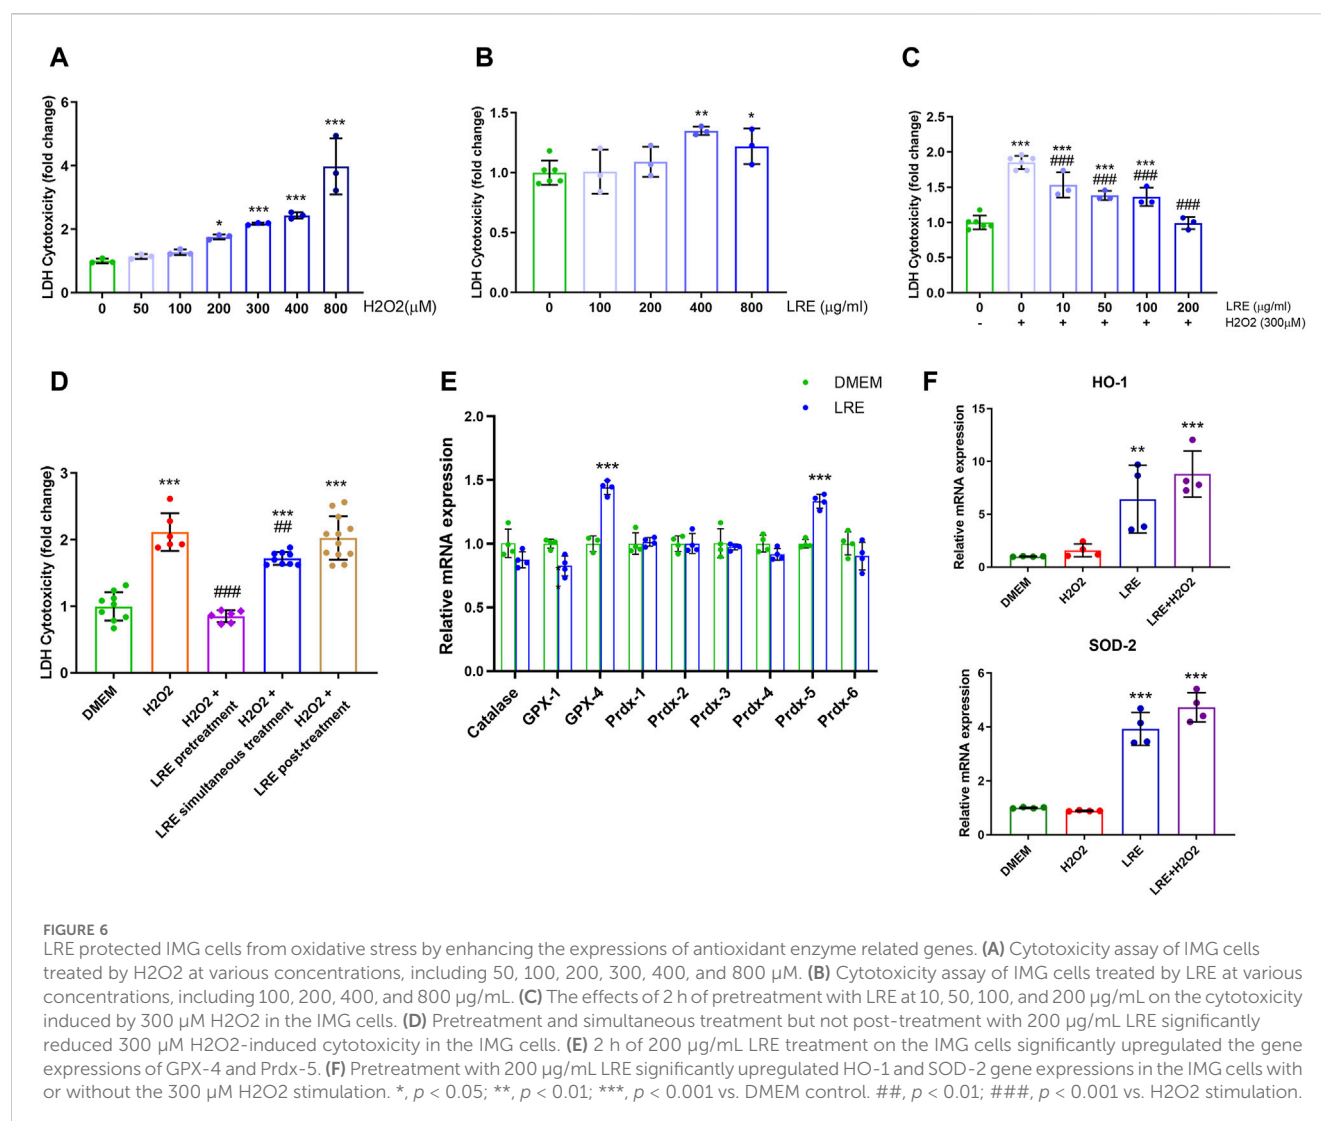 A
LDH Cytotoxicity (fold change)
6
4
2
0
*
***
***
***
0 50 100 200 300 400 800 H2O2(μM)
B
LDH Cytotoxicity (fold change)
1.5
1.0
0.5
0.0
**
*
0 100 200 400 800 LRE (μg/ml)
C
LDH Cytotoxicity (fold change)
2.5
2.0
1.5
1.0
0.5
0.0
***
***
###
***
###
***
###
###
0 0 10 50 100 200 LRE (μg/ml)
- + + + + + H2O2 (300μM)
D
LDH Cytotoxicity (fold change)
3
2
1
0
***
###
***
##
***
DMEM
H2O2
H2O2 +
LRE pretreatment
H2O2 +
LRE simultaneous treatment
H2O2 +
LRE post-treatment
E
DMEM
LRE
Relative mRNA expression
2.0
1.5
1.0
0.5
0.0
*
*
***
***
Catalase
GPX-1
GPX-4
Prdx-1
Prdx-2
Prdx-3
Prdx-4
Prdx-5
Prdx-6
F
HO-1
Relative mRNA expression
15
10
5
0
**
***
DMEM
H2O2
LRE
LRE+H2O2
SOD-2
Relative mRNA expression
6
4
2
0
***
***
DMEM
H2O2
LRE
LRE+H2O2
FIGURE 6
LRE protected IMG cells from oxidative stress by enhancing the expressions of antioxidant enzyme related genes. (A) Cytotoxicity assay of IMG cells
treated by H2O2 at various concentrations, including 50, 100, 200, 300, 400, and 800 μM. (B) Cytotoxicity assay of IMG cells treated by LRE at various
concentrations, including 100, 200, 400, and 800 μg/mL. (C) The effects of 2 h of pretreatment with LRE at 10, 50, 100, and 200 μg/mL on the cytotoxicity
induced by 300 μM H2O2 in the IMG cells. (D) Pretreatment and simultaneous treatment but not post-treatment with 200 μg/mL LRE significantly
reduced 300 μM H2O2-induced cytotoxicity in the IMG cells. (E) 2 h of 200 μg/mL LRE treatment on the IMG cells significantly upregulated the gene
expressions of GPX-4 and Prdx-5. (F) Pretreatment with 200 μg/mL LRE significantly upregulated HO-1 and SOD-2 gene expressions in the IMG cells with
or without the 300 μM H2O2 stimulation. *, p < 0.05; **, p < 0.01; ***, p < 0.001 vs. DMEM control. ##, p < 0.01; ###, p < 0.001 vs. H2O2 stimulation.